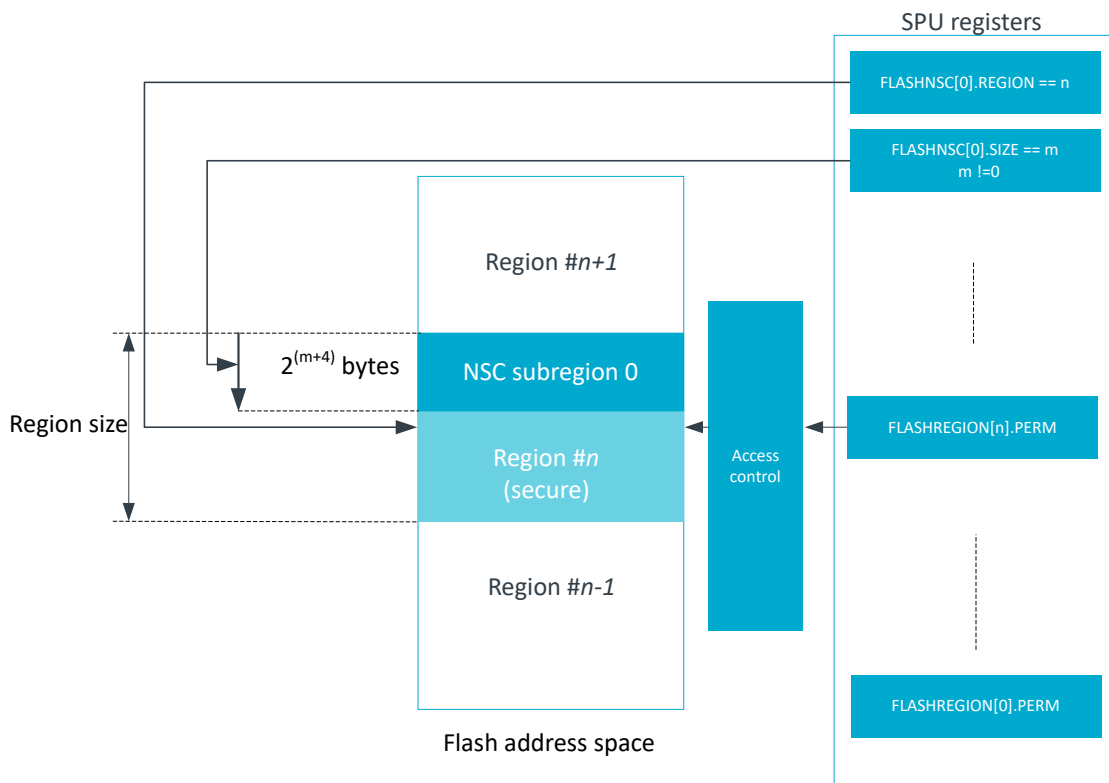 SPU registers
FLASHNSC[0].REGION == n
FLASHNSC[0].SIZE == m
m !=0
Region #n+1
2^(m+4) bytes
NSC subregion 0
Region size
FLASHREGION[n].PERM
Access
control
Region #n
(secure)
Region #n-1
FLASHREGION[0].PERM
Flash address space